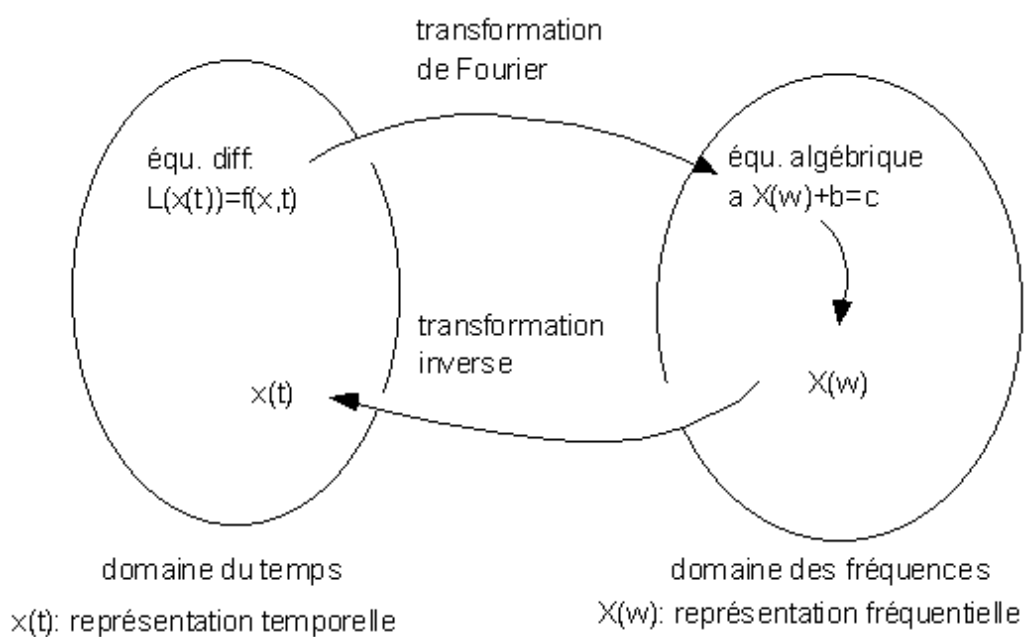 transformation
de Fourier
équ. diff.
L(x(t))=f(x,t)
équ. algébrique
a X(w)+b=c
transformation
inverse
x(t)
X(w)
domaine du temps
x(t): représentation temporelle
domaine des fréquences
X(w): représentation fréquentielle